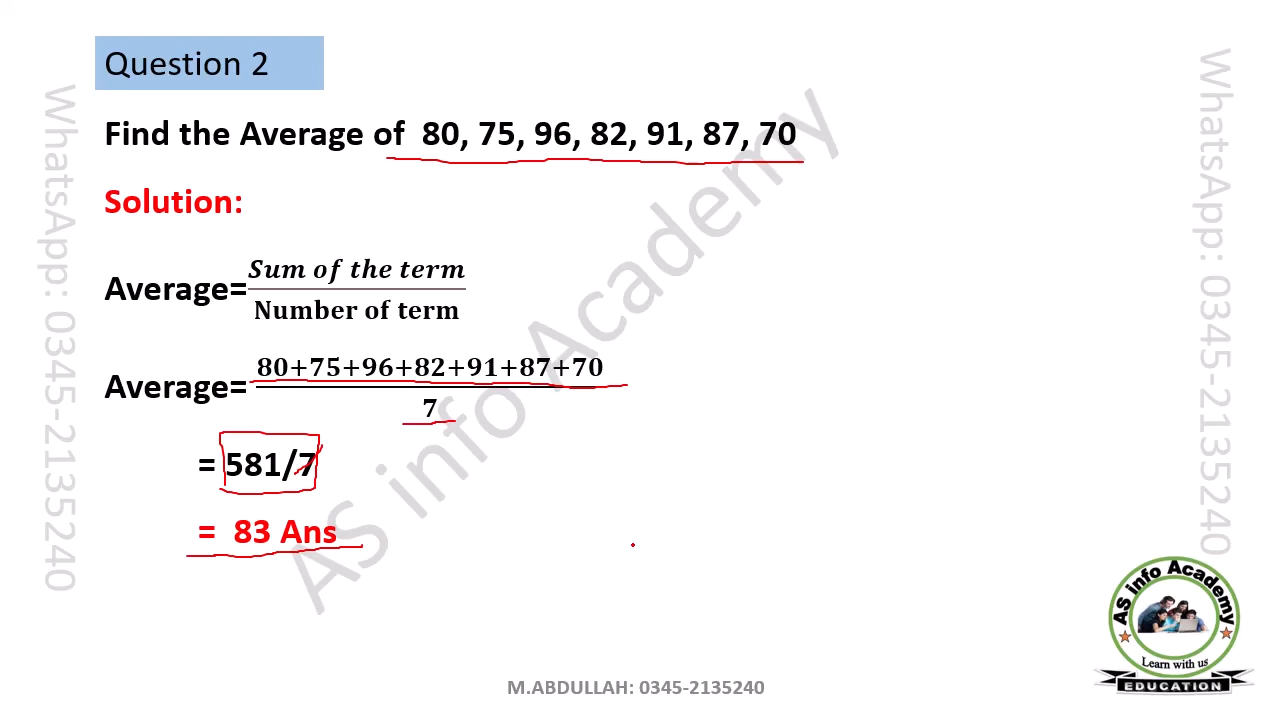 Question 2
Find the Average of 80, 75, 96, 82, 91, 87, 70
Solution:
Average=Sum of the term
Number of term
Average=80+75+96+82+91+87+70
7
= 581/7
= 83 Ans
AS info Academy
WhatsApp: 0345-2135240
WhatsApp: 0345-2135240
AS info Academy
Learn with us
EDUCATION
M.ABDULLAH: 0345-2135240